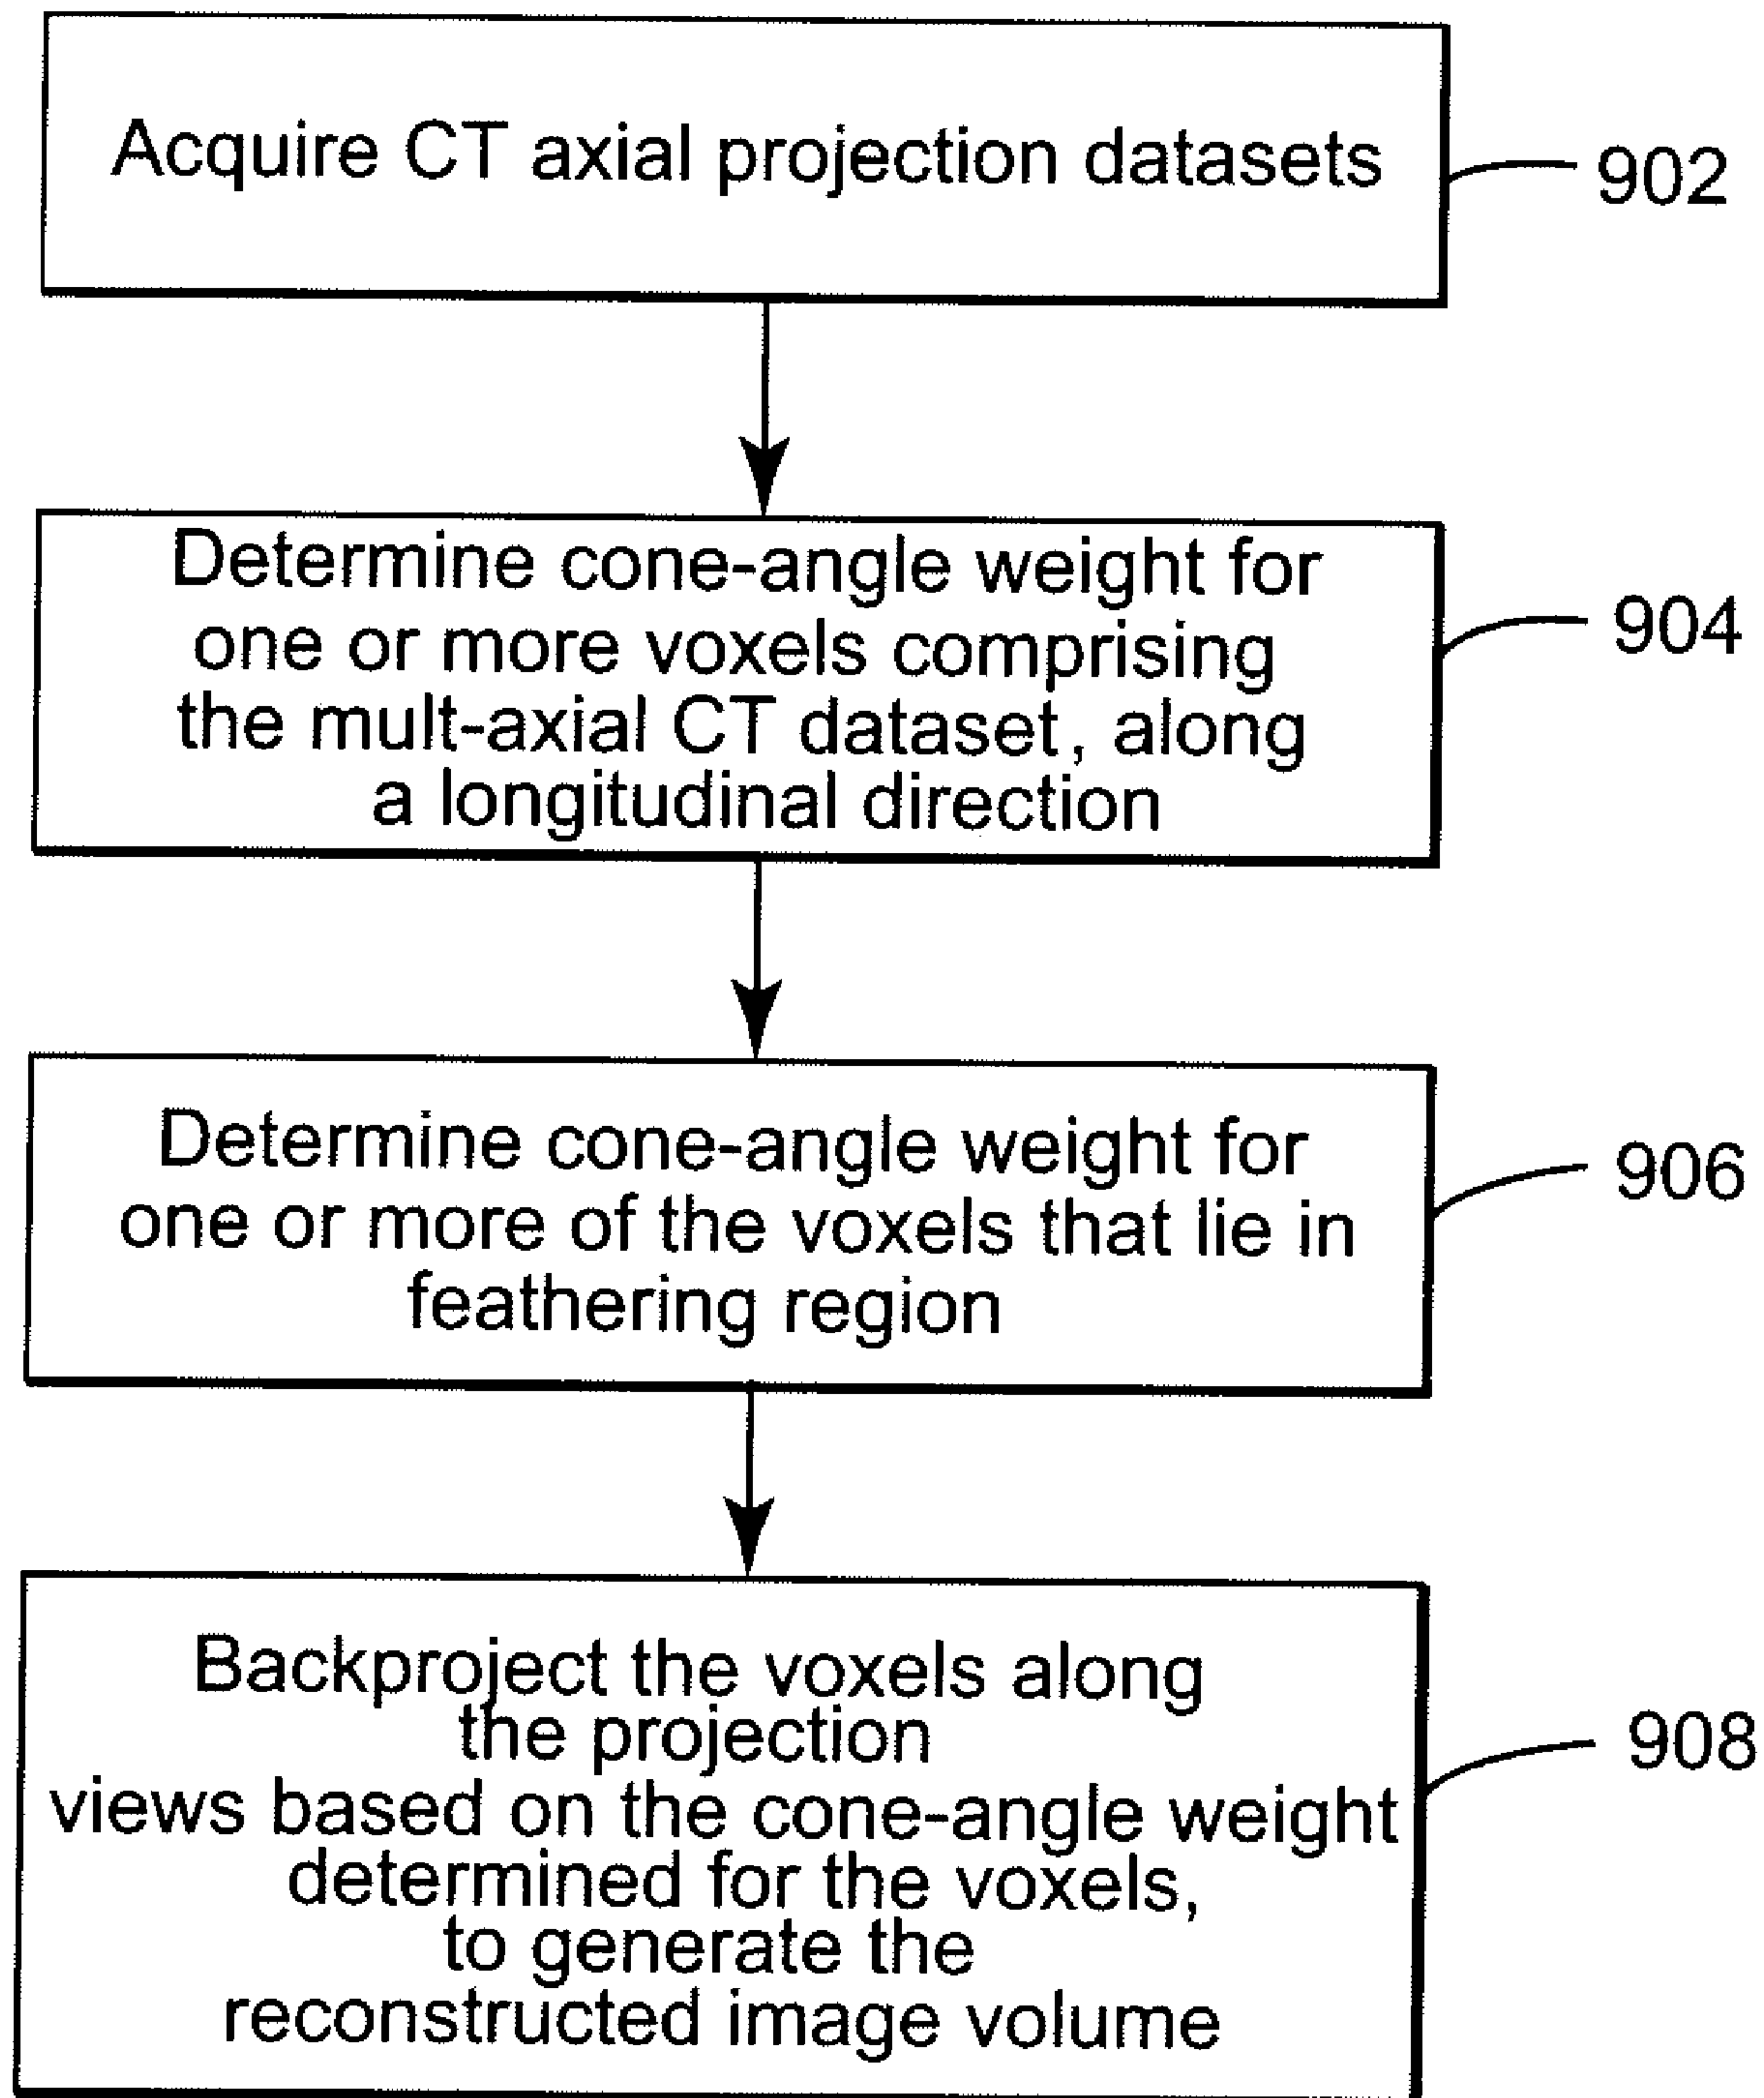 Acquire CT axial projection datasets
902
Determine cone-angle weight for
one or more voxels comprising
the mult-axial CT dataset, along
a longitudinal direction
904
Determine cone-angle weight for
one or more of the voxels that lie in
feathering region
906
Backproject the voxels along
the projection
views based on the cone-angle weight
determined for the voxels,
to generate the
reconstructed image volume
908